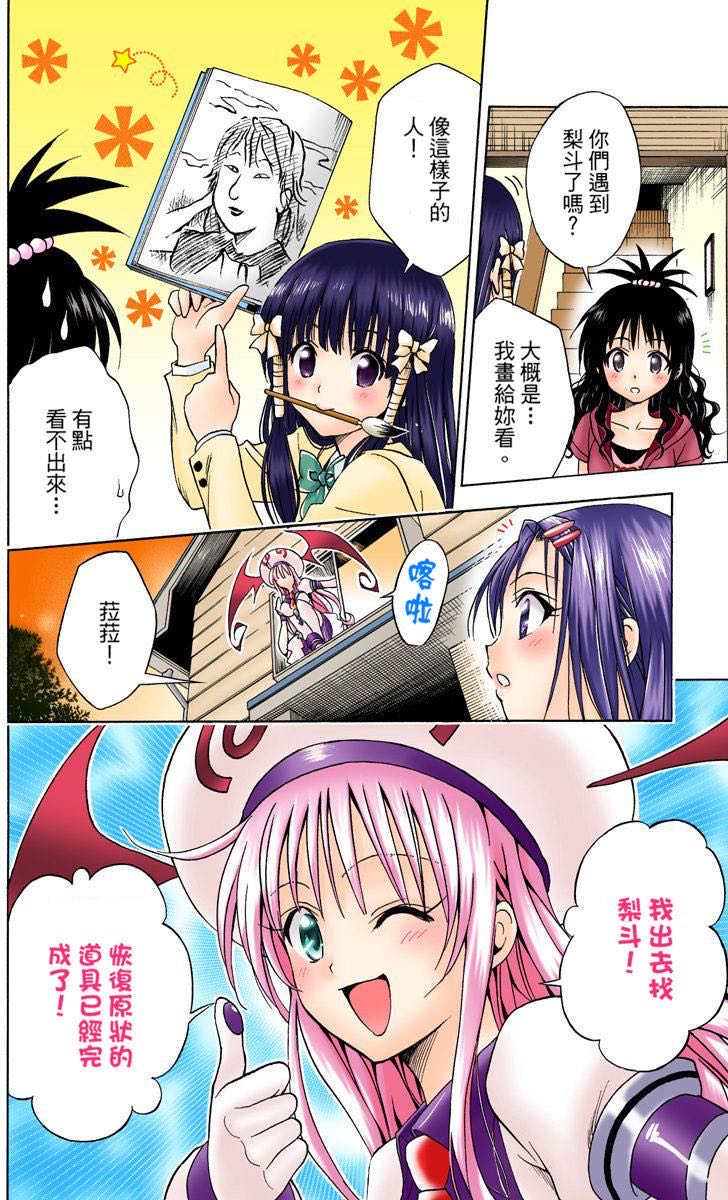 你們遇到
梨斗了嗎?
大概是…
我畫給妳看。
像這樣子的
人!
有點
看不出來…
喀啦
菈菈!
我出去找
梨斗!
恢復原狀的
道具已經完
成了!